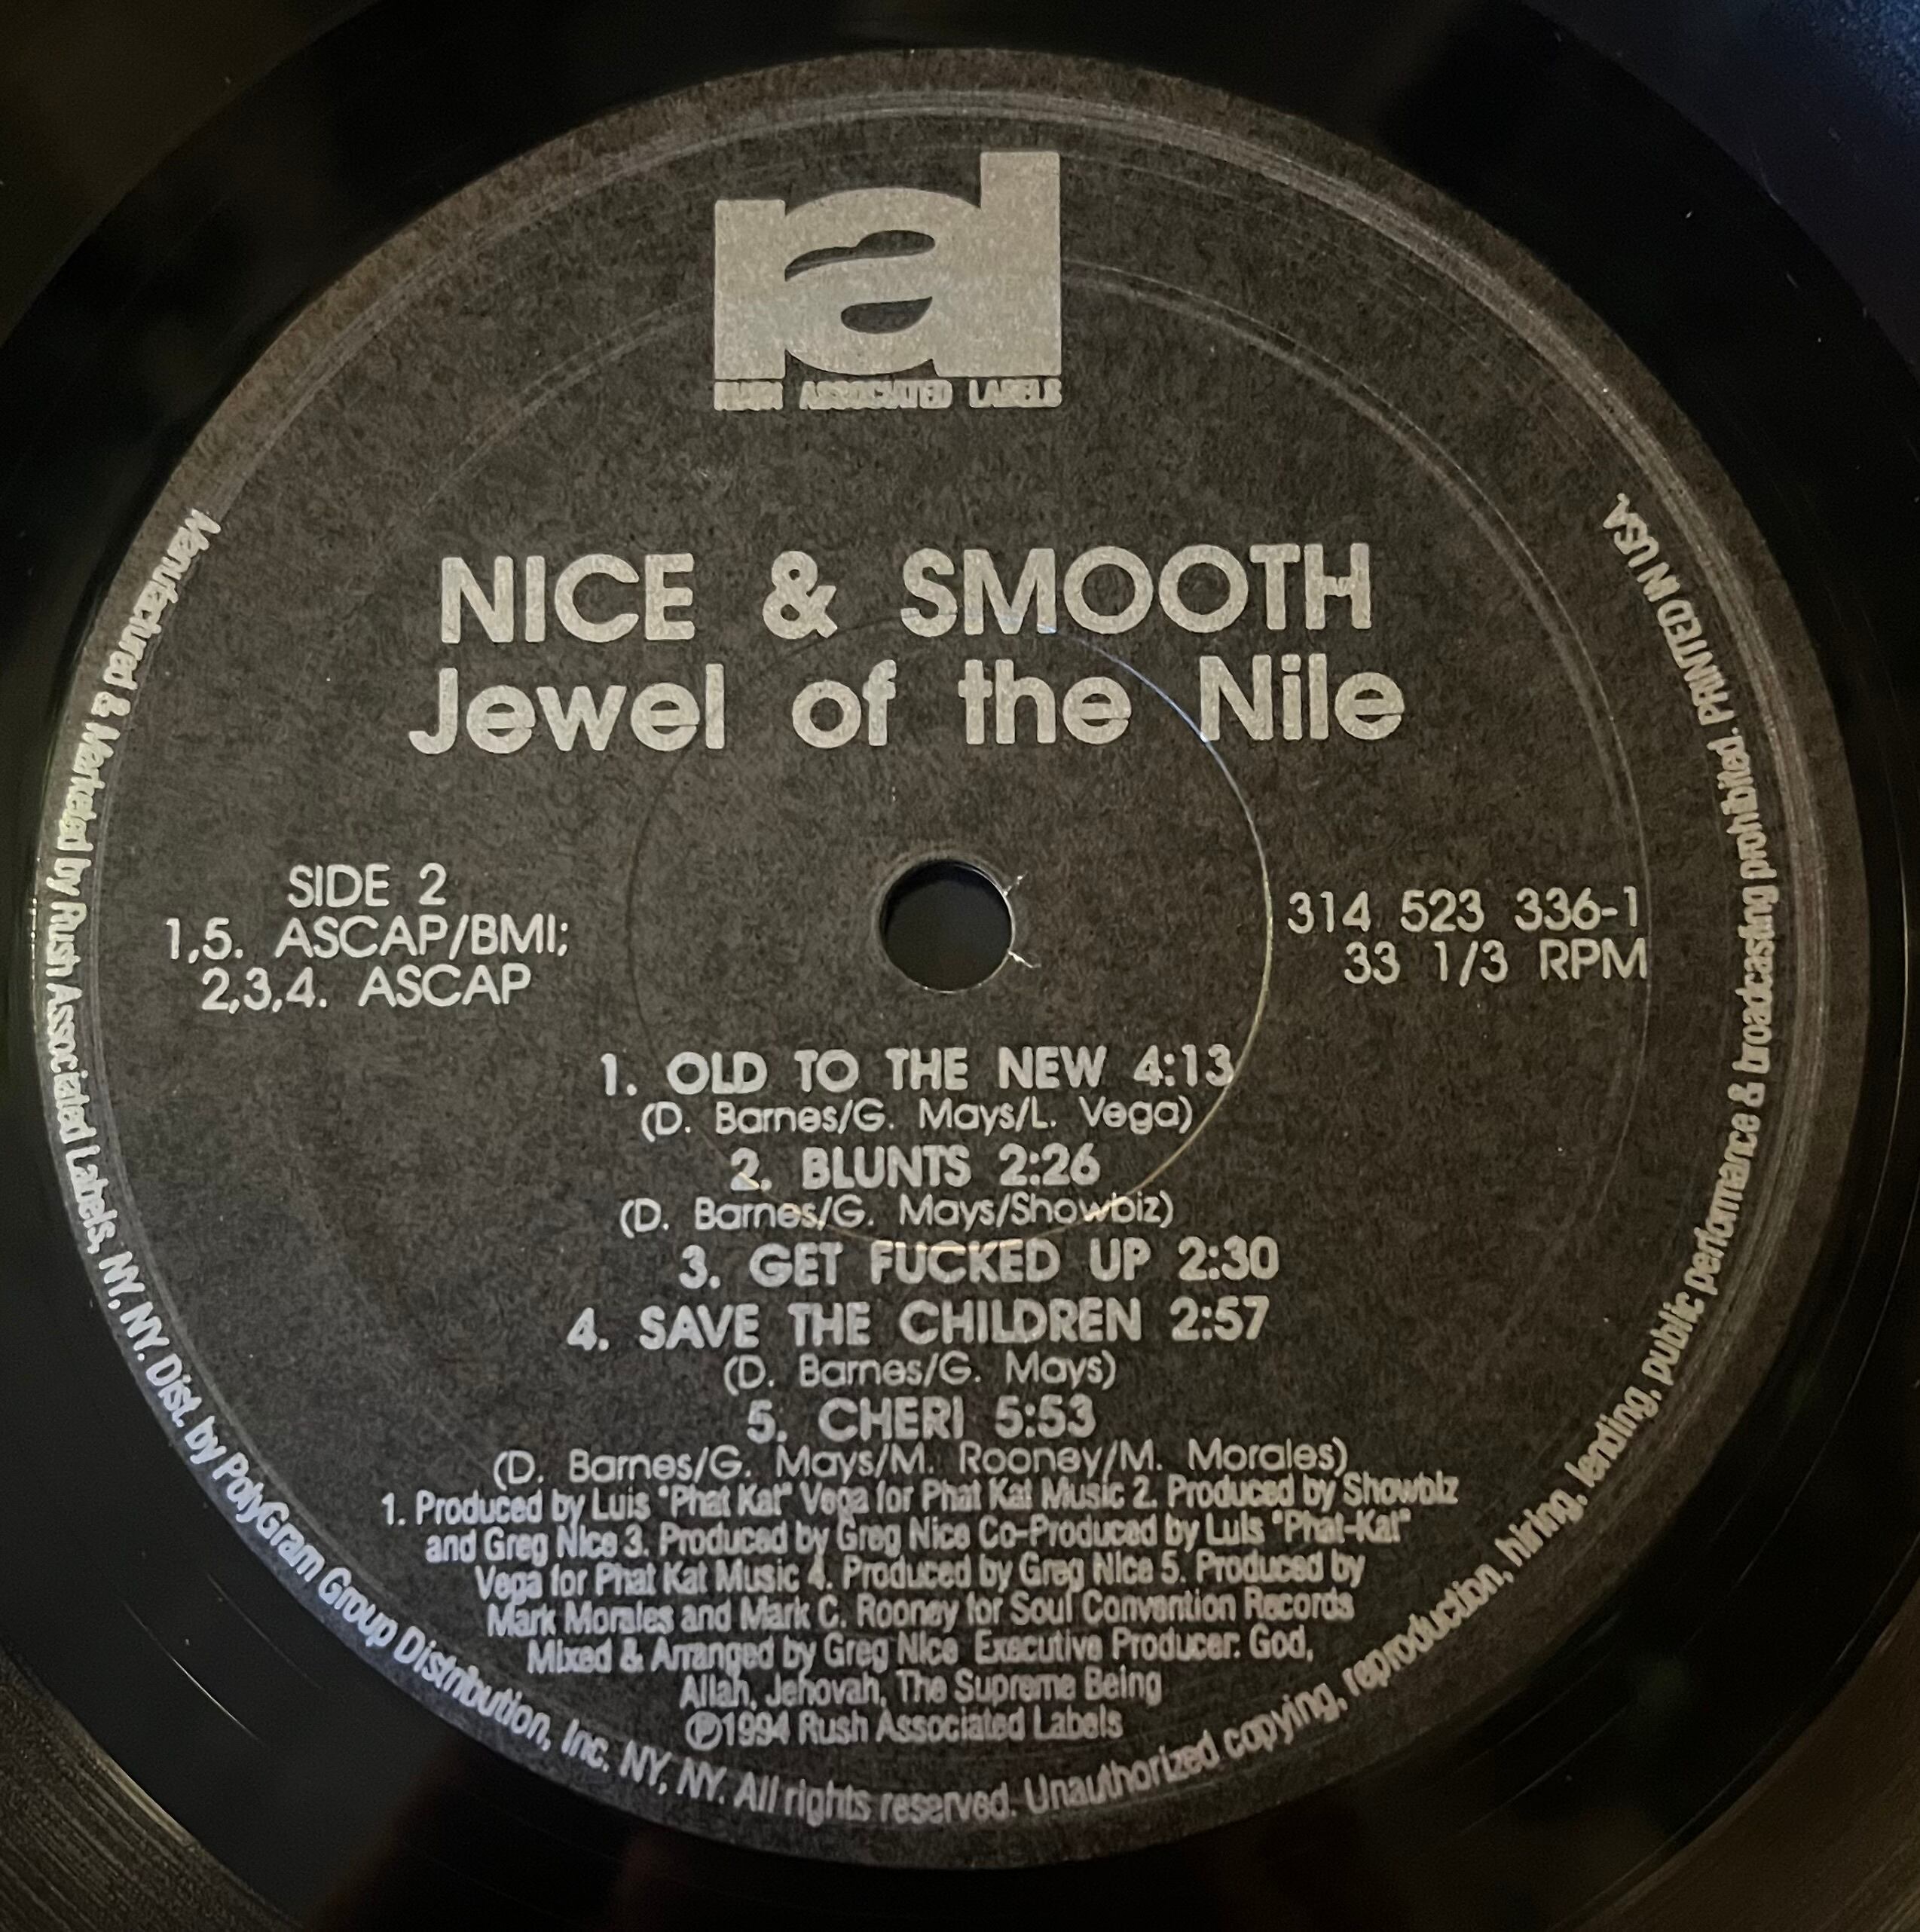 ral
RUSH ASSOCIATED LABELS
NICE & SMOOTH
Jewel of the Nile
SIDE 2
1,5. ASCAP/BMI;
2,3,4. ASCAP
314 523 336-1
33 1/3 RPM
1. OLD TO THE NEW 4:13
(D. Barnes/G. Mays/L. Vega)
2. BLUNTS 2:26
(D. Barnes/G. Mays/Showbiz)
3. GET FUCKED UP 2:30
4. SAVE THE CHILDREN 2:57
(D. Barnes/G. Mays)
5. CHERI 5:53
(D. Barnes/G. Mays/M. Rooney/M. Morales)
1. Produced by Luis "Phat Kat" Vega for Phat Kat Music 2. Produced by Showbiz
and Greg Nice 3. Produced by Greg Nice Co-Produced by Luis "Phat-Kat"
Vega for Phat Kat Music 4. Produced by Greg Nice 5. Produced by
Mark Morales and Mark C. Rooney for Soul Convention Records
Mixed & Arranged by Greg Nice Executive Producer: God,
Allah, Jehovah, The Supreme Being
℗1994 Rush Associated Labels
Manufactured & Marketed by Rush Associated Labels, NY, NY. Dist. by PolyGram Group Distribution, Inc. NY, NY. All rights reserved. Unauthorized copying, reproduction, hiring, lending, public performance & broadcasting prohibited. PRINTED IN USA.